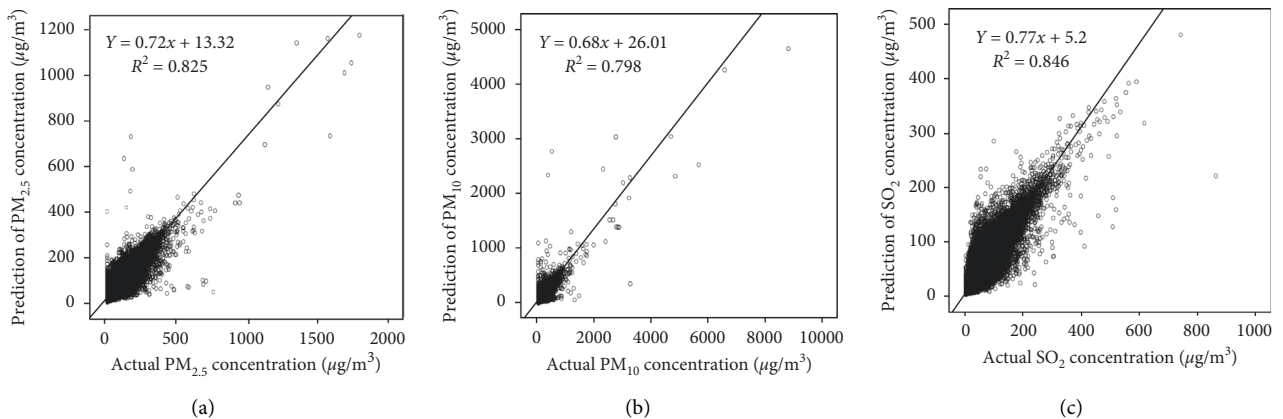 (a)
Prediction of PM2.5 concentration (μg/m3)
1200
1000
800
600
400
200
0
Y = 0.72x + 13.32
R2 = 0.825
0 500 1000 1500 2000
Actual PM2.5 concentration (μg/m3)
(a)
(b)
Prediction of PM10 concentration (μg/m3)
5000
4000
3000
2000
1000
0
Y = 0.68x + 26.01
R2 = 0.798
0 2000 4000 6000 8000 10000
Actual PM10 concentration (μg/m3)
(b)
(c)
Prediction of SO2 concentration (μg/m3)
500
400
300
200
100
0
Y = 0.77x + 5.2
R2 = 0.846
0 200 400 600 800 1000
Actual SO2 concentration (μg/m3)
(c)